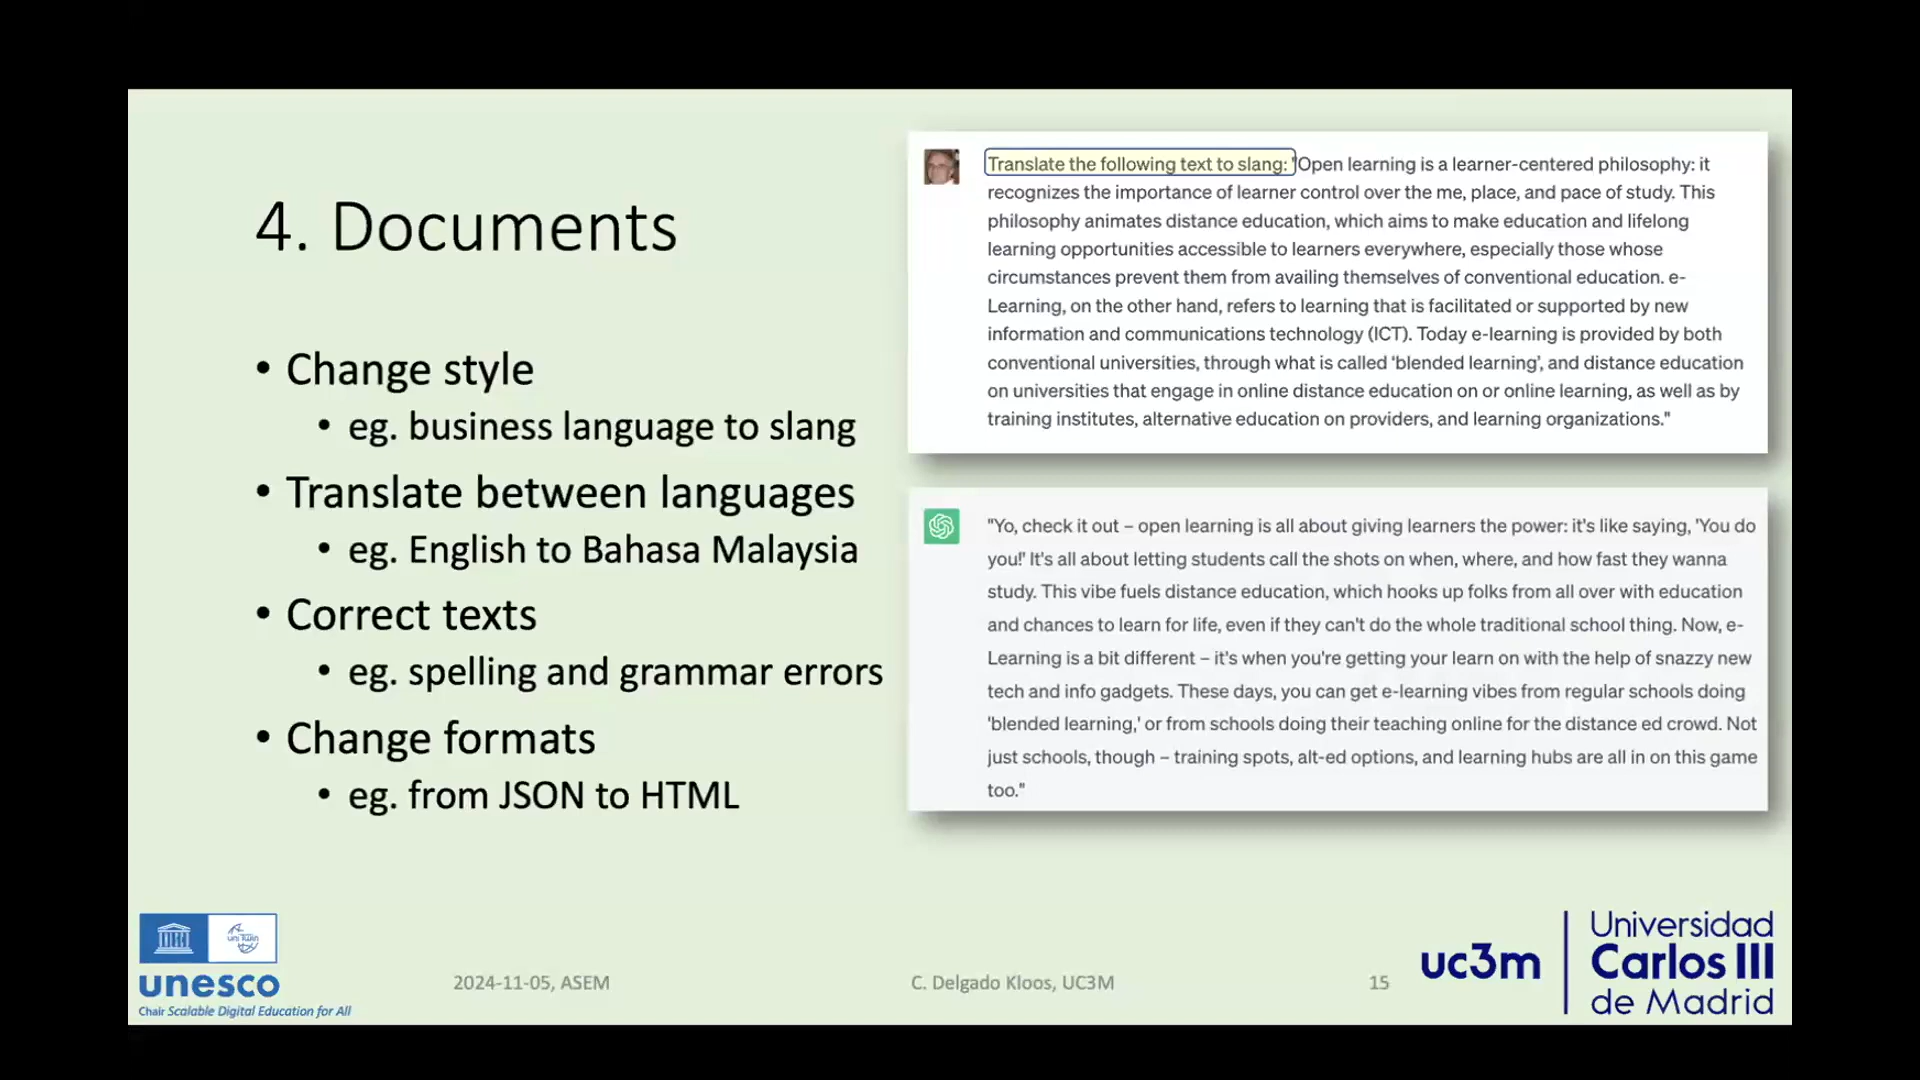 4. Documents
• Change style
• eg. business language to slang
• Translate between languages
• eg. English to Bahasa Malaysia
• Correct texts
• eg. spelling and grammar errors
• Change formats
• eg. from JSON to HTML
Translate the following text to slang: "Open learning is a learner-centered philosophy: it
recognizes the importance of learner control over the me, place, and pace of study. This
philosophy animates distance education, which aims to make education and lifelong
learning opportunities accessible to learners everywhere, especially those whose
circumstances prevent them from availing themselves of conventional education. e-
Learning, on the other hand, refers to learning that is facilitated or supported by new
information and communications technology (ICT). Today e-learning is provided by both
conventional universities, through what is called ‘blended learning’, and distance education
on universities that engage in online distance education on or online learning, as well as by
training institutes, alternative education on providers, and learning organizations."
"Yo, check it out – open learning is all about giving learners the power: it's like saying, 'You do
you!' It's all about letting students call the shots on when, where, and how fast they wanna
study. This vibe fuels distance education, which hooks up folks from all over with education
and chances to learn for life, even if they can't do the whole traditional school thing. Now, e-
Learning is a bit different – it's when you're getting your learn on with the help of snazzy new
tech and info gadgets. These days, you can get e-learning vibes from regular schools doing
'blended learning,' or from schools doing their teaching online for the distance ed crowd. Not
just schools, though – training spots, alt-ed options, and learning hubs are all in on this game
too."
uni Twin
unesco
Chair Scalable Digital Education for All
2024-11-05, ASEM
C. Delgado Kloos, UC3M
15
uc3m
Universidad
Carlos III
de Madrid